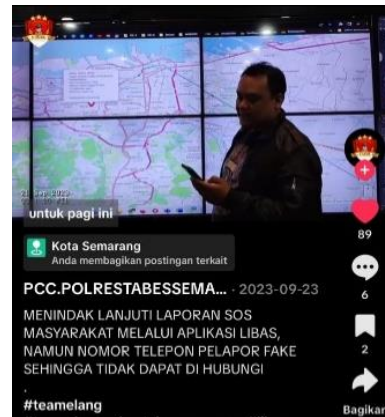 untuk pagi ini
Kota Semarang
Anda membagikan postingan terkait
PCC.POLRESTABESSEMA... · 2023-09-23
MENINDAK LANJUTI LAPORAN SOS
MASYARAKAT MELALUI APLIKASI LIBAS,
NAMUN NOMOR TELEPON PELAPOR FAKE
SEHINGGA TIDAK DAPAT DI HUBUNGI
.
#teamelang
89
6
2
Bagikan